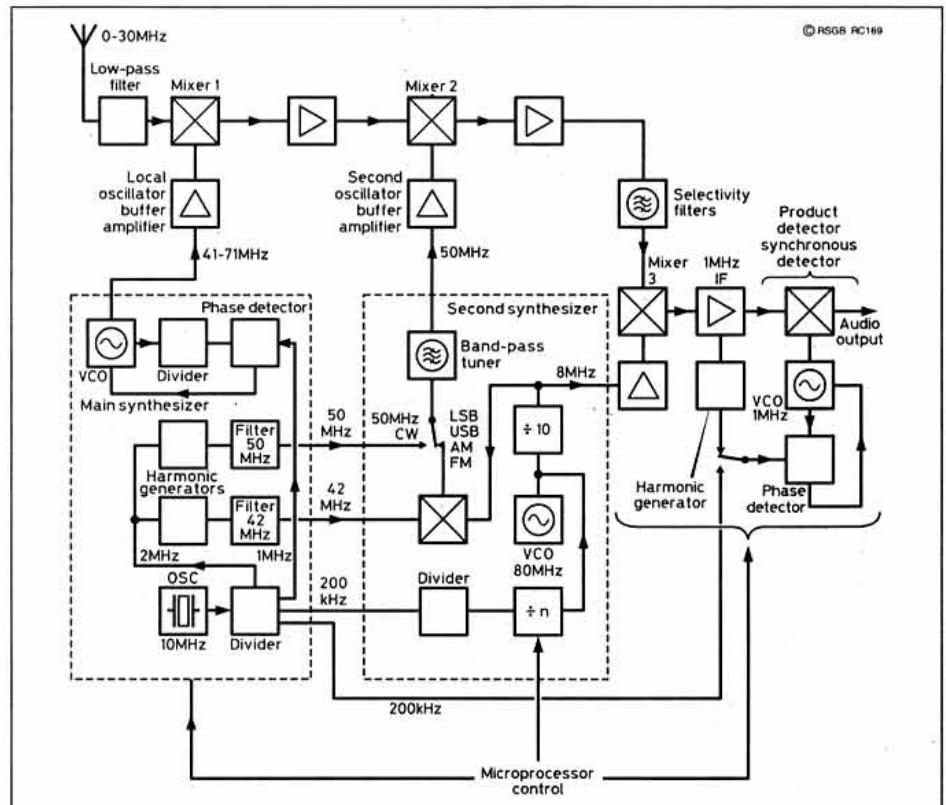 © RSGB RC169
0-30MHz
Low-pass
filter
Mixer 1
Mixer 2
Local
oscillator
buffer
amplifier
Second
oscillator
buffer
amplifier
Selectivity
filters
Product
detector
synchronous
detector
41-71MHz
50MHz
Mixer
3
1MHz
IF
Audio
output
Phase detector
VCO
Divider
Main synthesizer
Second synthesizer
Band-pass
tuner
8MHz
VCO
1MHz
50
MHz
50MHz
CW
LSB
USB
AM
FM
÷ 10
Filter
50
MHz
Harmonic
generators
Filter
42
MHz
42
MHz
Harmonic
generator
Phase
detector
VCO
80MHz
2MHz
1MHz
OSC
10MHz
Divider
200
kHz
Divider
÷ n
200kHz
Microprocessor
control